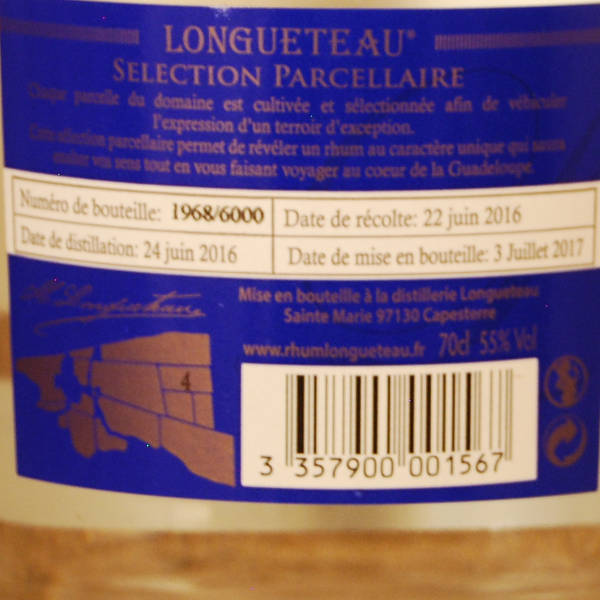 LONGUETEAU®
SELECTION PARCELLAIRE
Chaque parcelle du domaine est cultivée et sélectionnée afin de véhiculer
l'expression d'un terroir d'exception.
Cette sélection parcellaire permet de révéler un rhum au caractère unique qui saura
éveiller vos sens tout en vous faisant voyager au coeur de la Guadeloupe.
Numéro de bouteille: 1968/6000
Date de récolte: 22 juin 2016
Date de distillation: 24 juin 2016
Date de mise en bouteille: 3 Juillet 2017
Mise en bouteille à la distillerie Longueteau
Sainte Marie 97130 Capesterre
www.rhumlongueteau.fr 70cl 55% Vol
4
3 357900 001567